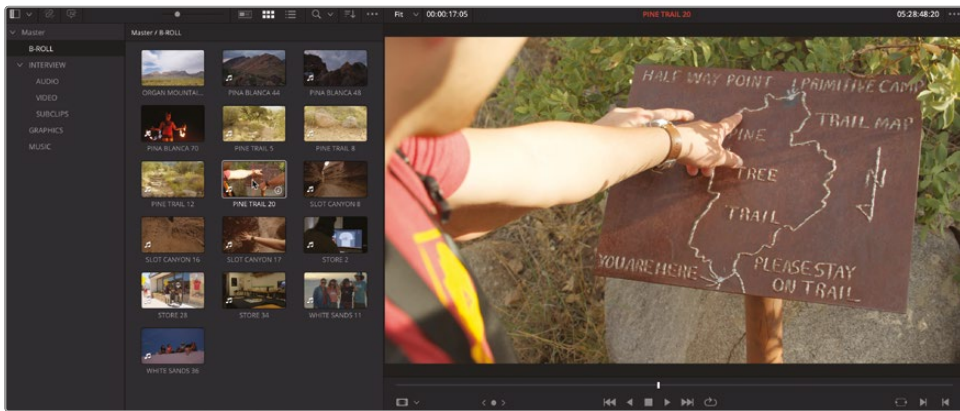 Fit 00:00:17:05 PINE TRAIL 20 05:28:48:20
Master
Master / B-ROLL
B-ROLL
INTERVIEW
AUDIO
VIDEO
SUBCLIPS
GRAPHICS
MUSIC
ORGAN MOUNTAI... PINA BLANCA 44 PINA BLANCA 48
PINA BLANCA 70 PINE TRAIL 5 PINE TRAIL 8
PINE TRAIL 12 PINE TRAIL 20 SLOT CANYON 8
SLOT CANYON 16 SLOT CANYON 17 STORE 2
STORE 28 STORE 34 WHITE SANDS 11
WHITE SANDS 36
HALF WAY POINT PRIMITIVE CAMP
TRAIL MAP
PINE
TREE
TRAIL
YOU ARE HERE
PLEASE STAY
ON TRAIL